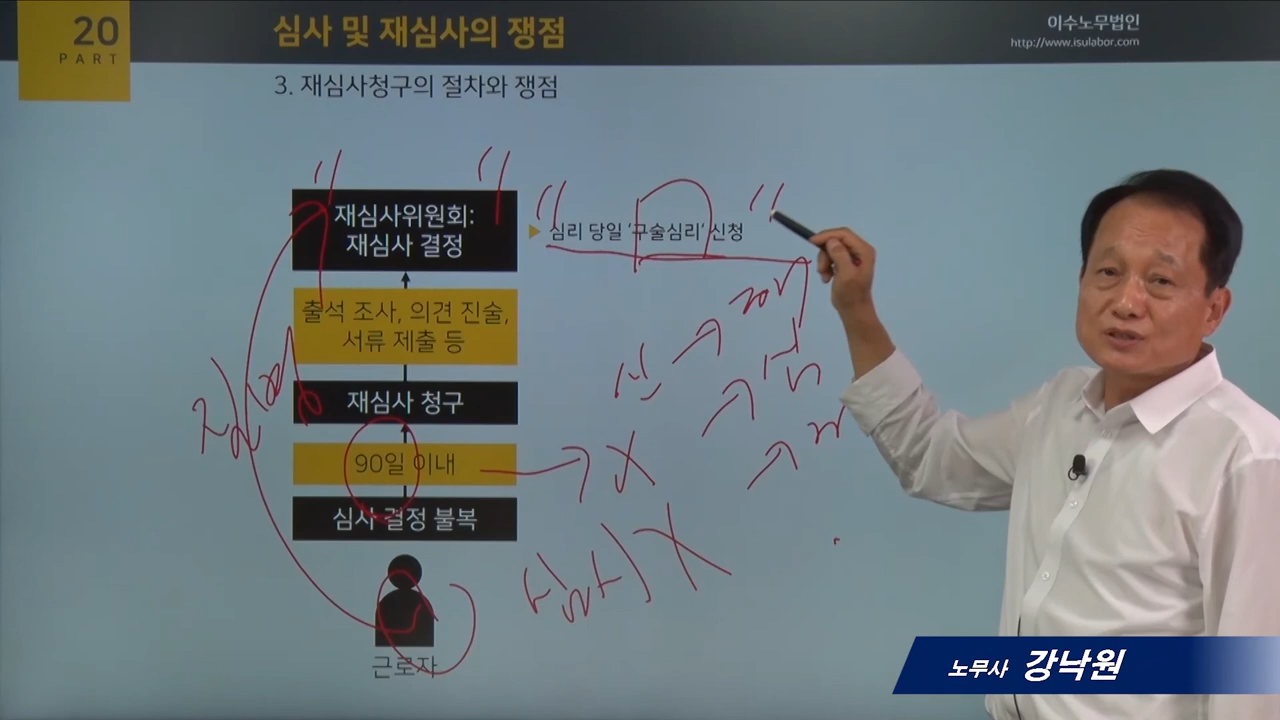 20
PART
심사 및 재심사의 쟁점
이수노무법인
http://www.isulabor.com
3. 재심사청구의 절차와 쟁점
재심사위원회:
재심사 결정
심리 당일 '구술심리' 신청
출석 조사, 의견 진술,
서류 제출 등
재심사 청구
90일 이내
심사 결정 불복
근로자
노무사 강낙원